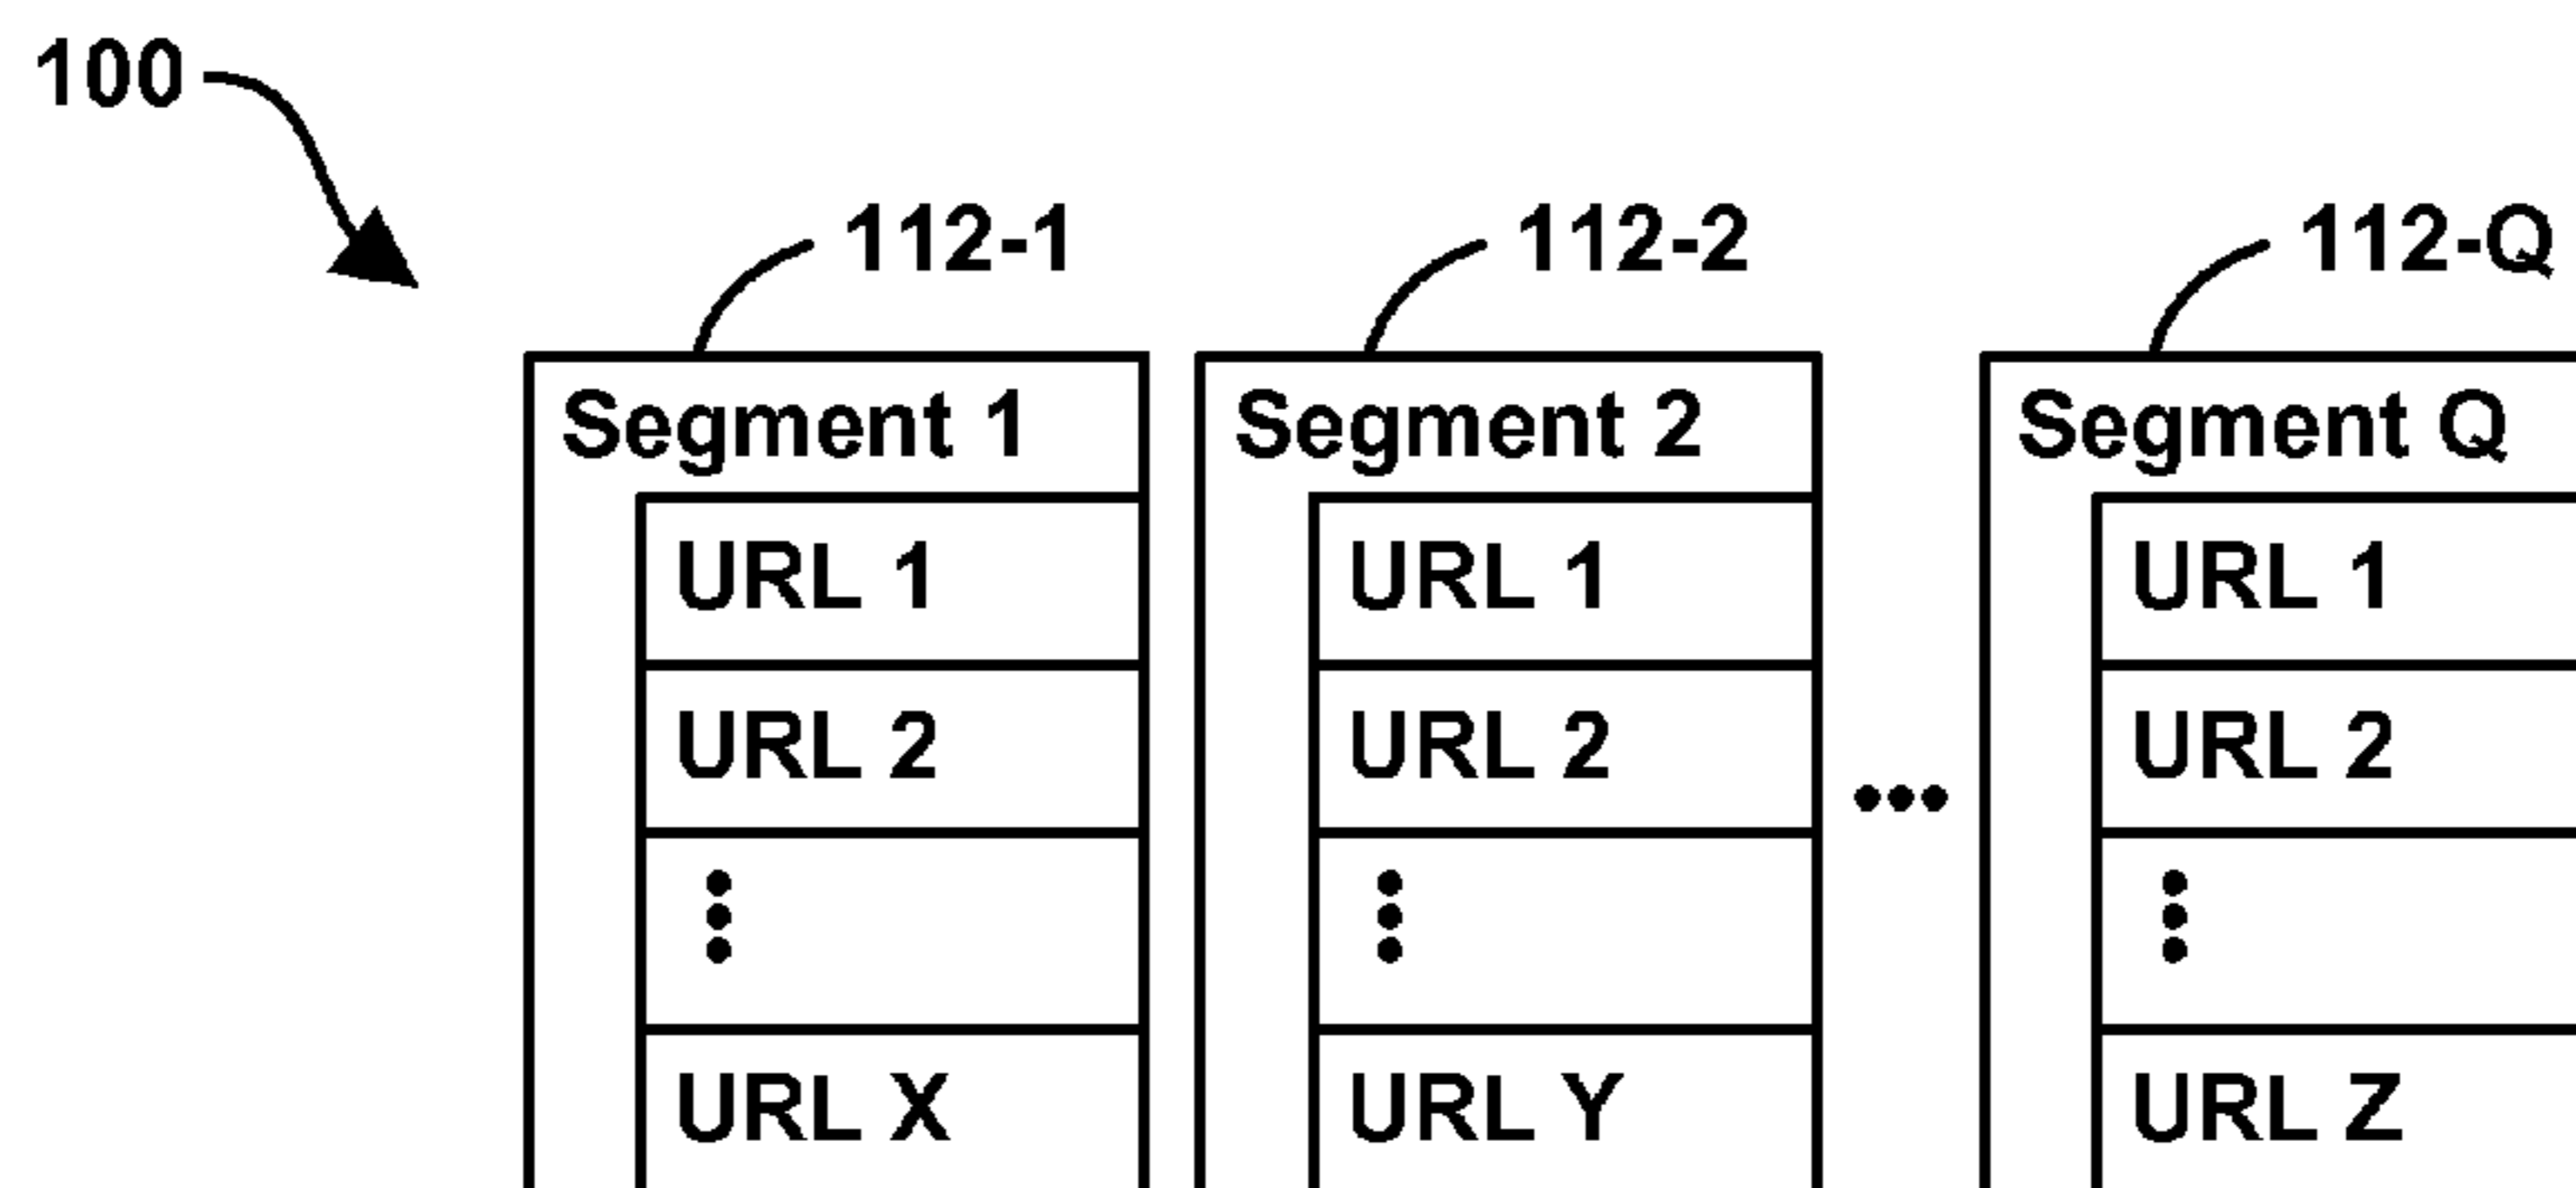 100
112-1
112-2
112-Q
Segment 1
URL 1
URL 2
URL X
Segment 2
URL 1
URL 2
URL Y
...
Segment Q
URL 1
URL 2
URL Z